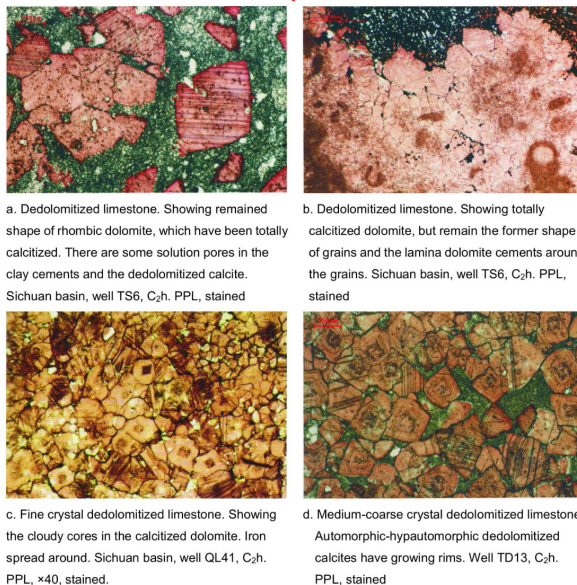 a. Dedolomitized limestone. Showing remained
shape of rhombic dolomite, which have been totally
calcitized. There are some solution pores in the
clay cements and the dedolomitized calcite.
Sichuan basin, well TS6, C₂h. PPL, stained
b. Dedolomitized limestone. Showing totally
calcitized dolomite, but remain the former shape
of grains and the lamina dolomite cements aroun
the grains. Sichuan basin, well TS6, C₂h. PPL,
stained
c. Fine crystal dedolomitized limestone. Showing
the cloudy cores in the calcitized dolomite. Iron
spread around. Sichuan basin, well QL41, C₂h.
PPL, ×40, stained.
d. Medium-coarse crystal dedolomitized limestone
Automorphic-hypautomorphic dedolomitized
calcites have growing rims. Well TD13, C₂h.
PPL, stained